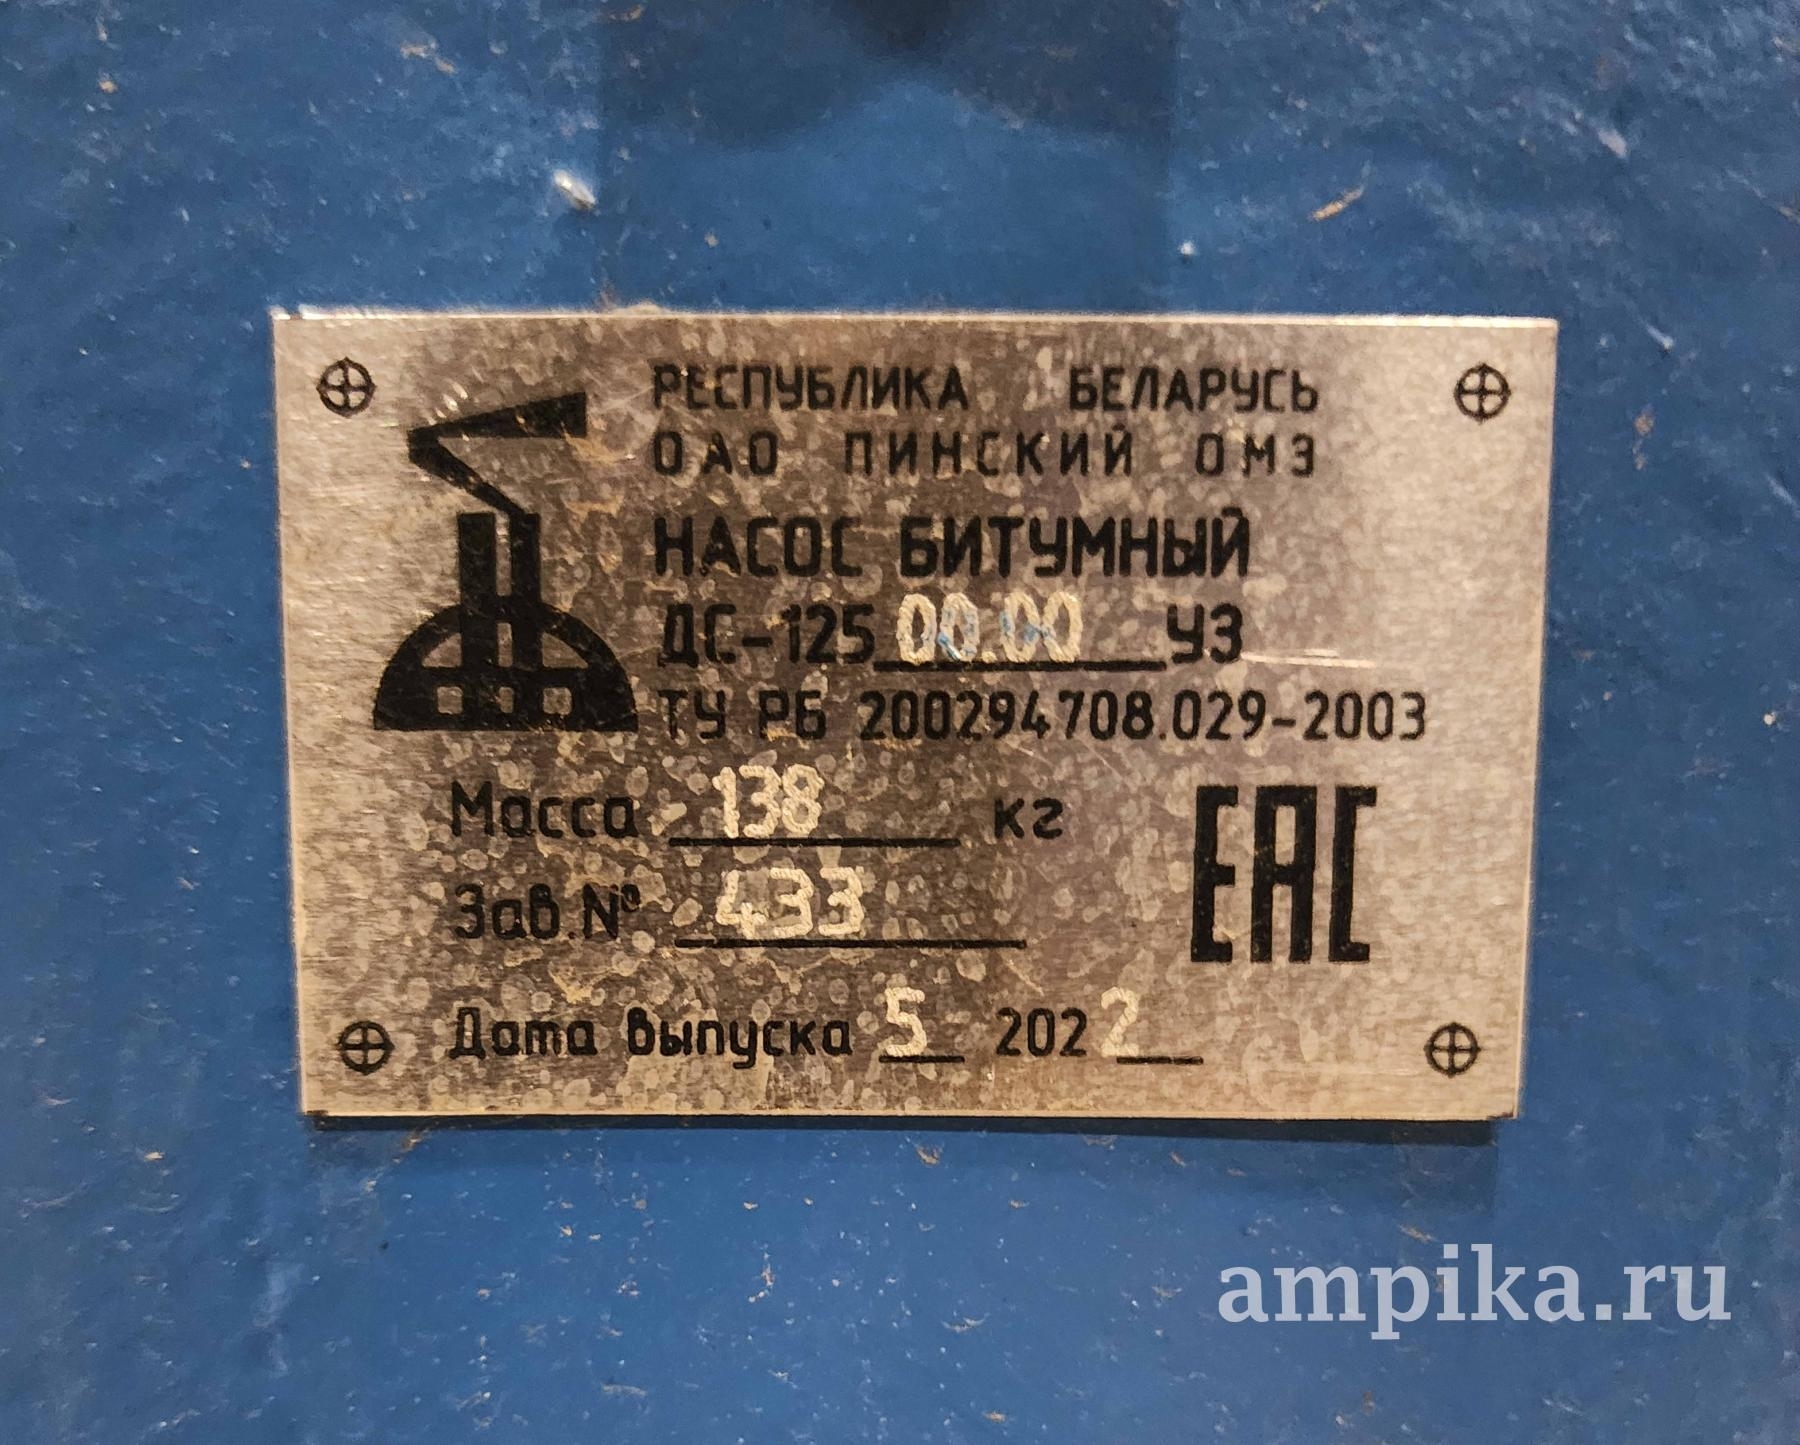 РЕСПУБЛИКА БЕЛАРУСЬ
ОАО ПИНСКИЙ ОМЗ
НАСОС БИТУМНЫЙ
ДС-125 00.00 У3
ТУ РБ 200294708.029-2003
Масса 138 кг
Зав.№ 433
EAC
Дата выпуска 5 2022
ampika.ru